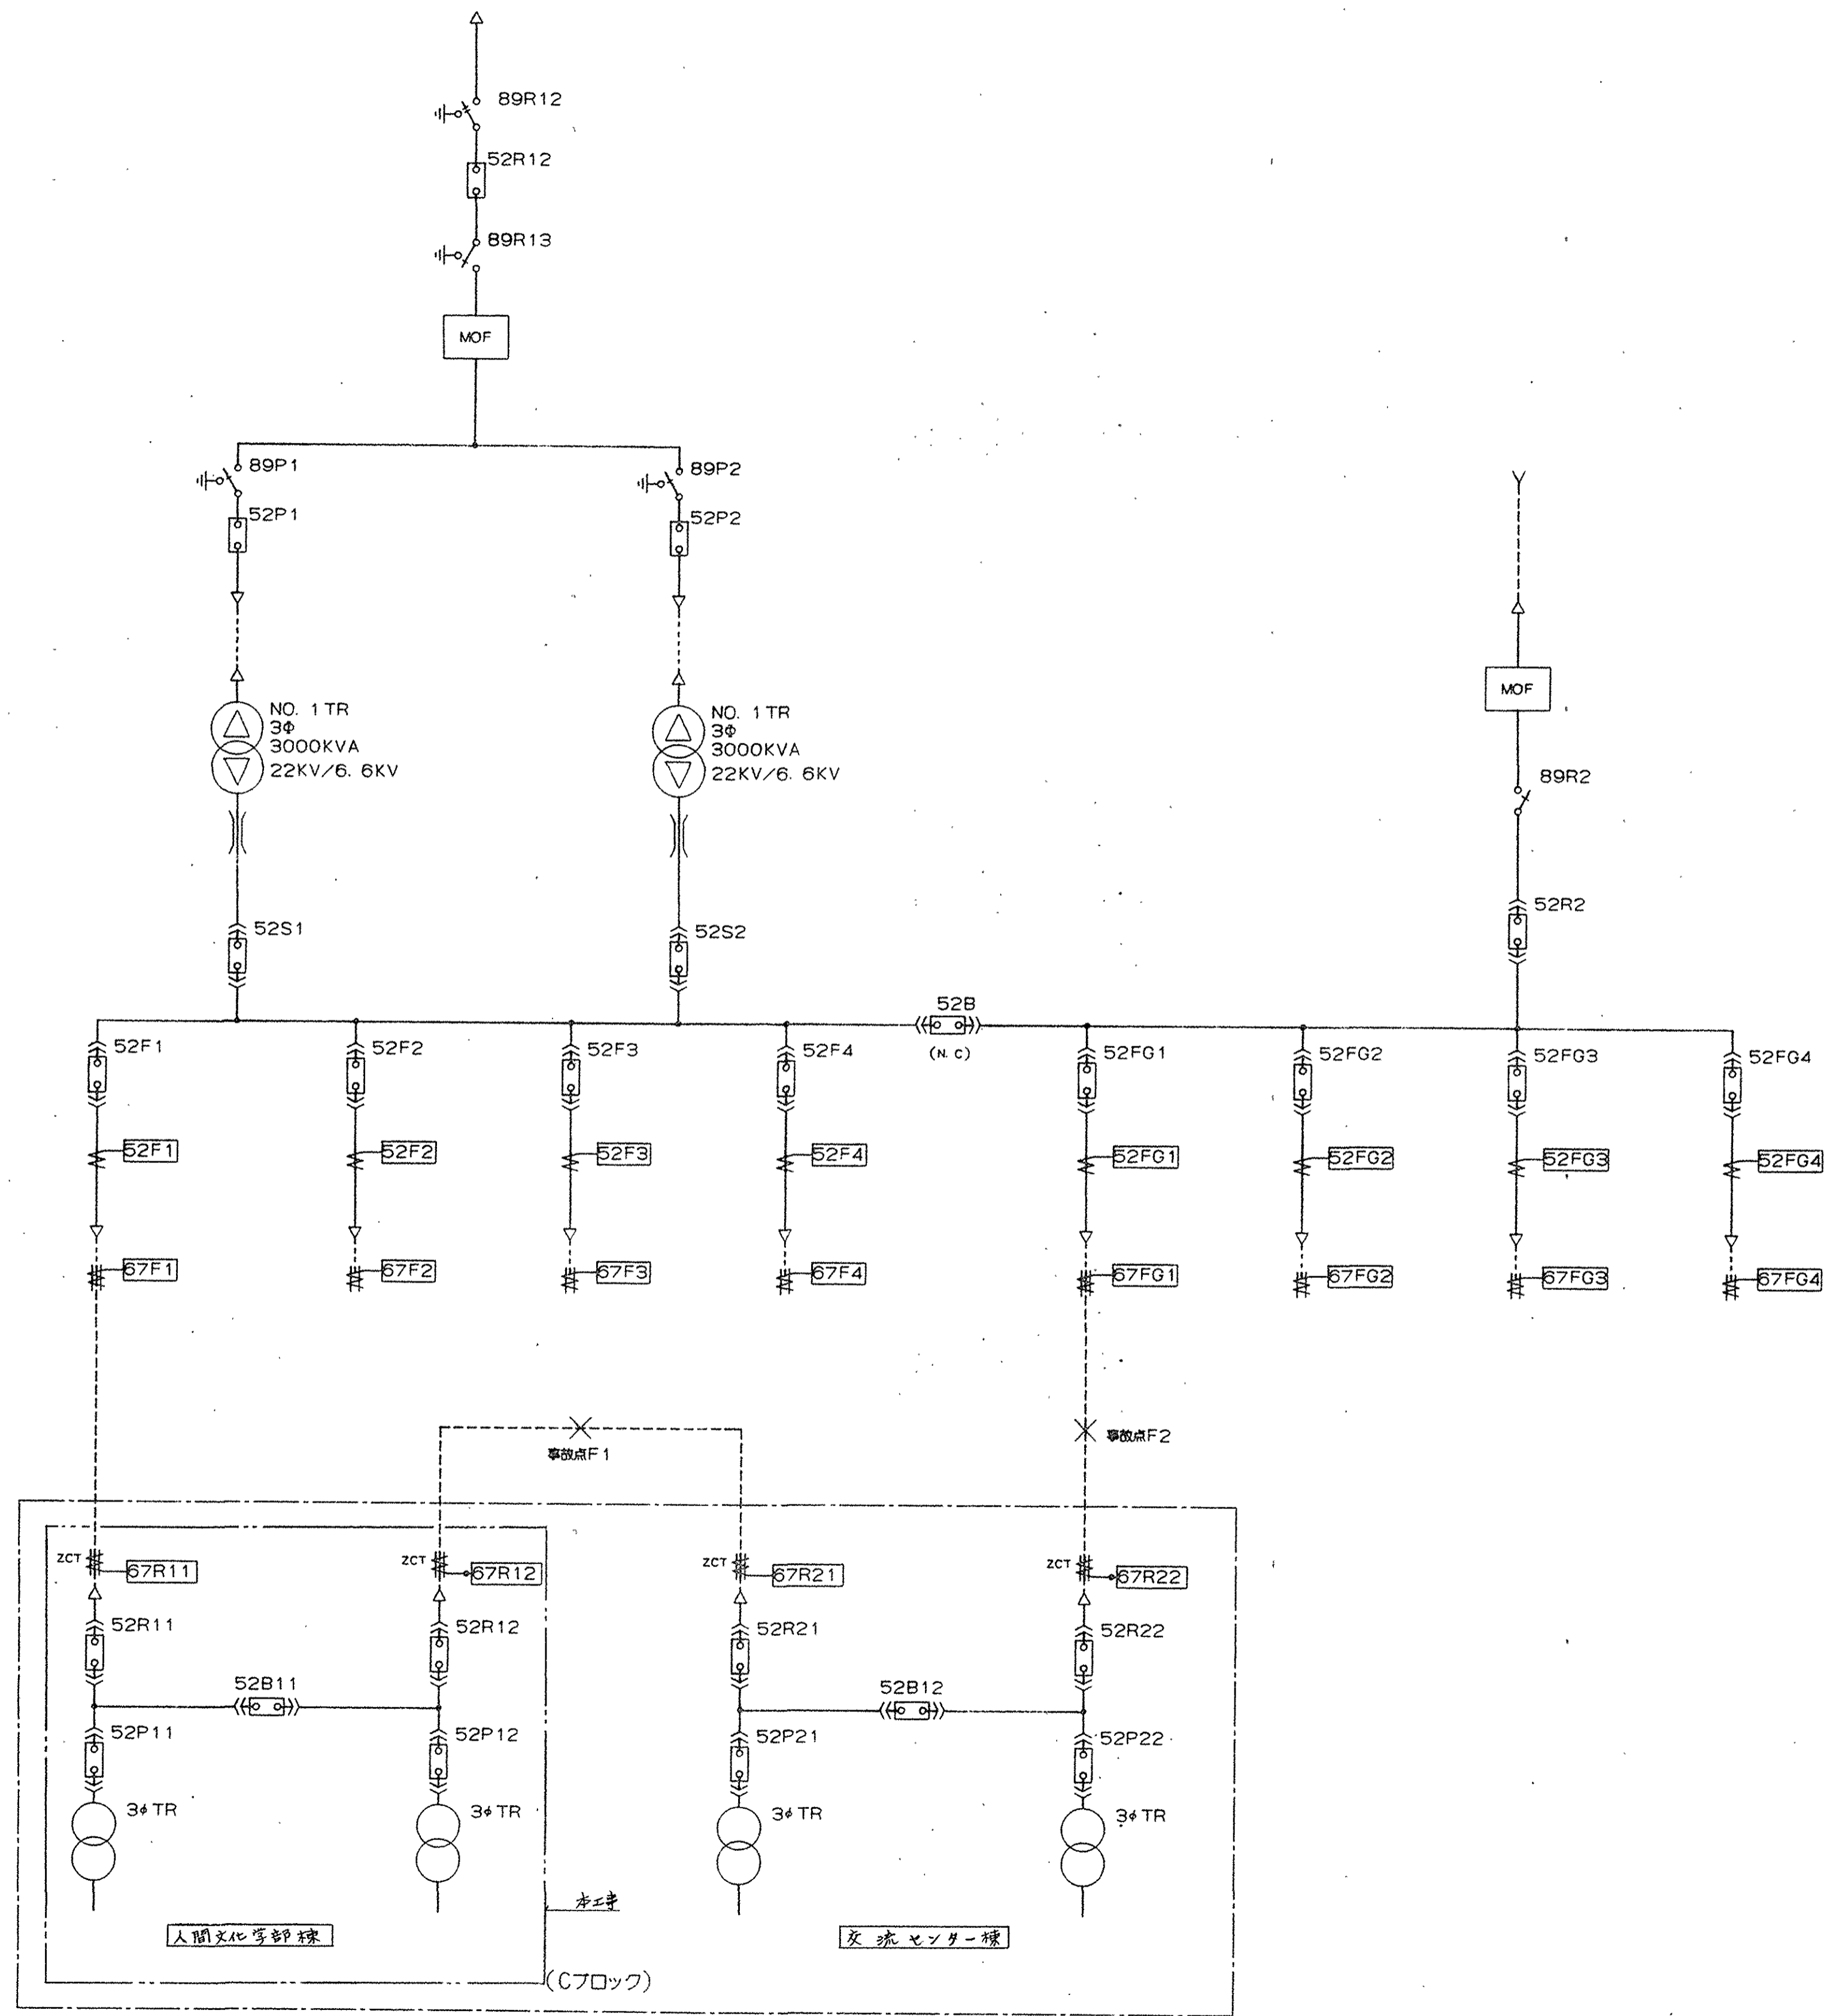 89R12
52R12
89R13
MOF
89P1
89P2
52P1
52P2
NO. 1 TR
3Φ
3000KVA
22KV/6. 6KV
NO. 1 TR
3Φ
3000KVA
22KV/6. 6KV
MOF
89R2
52S1
52S2
52R2
52B
(N. C)
52F1
52F2
52F3
52F4
52FG1
52FG2
52FG3
52FG4
52F1
52F2
52F3
52F4
52FG1
52FG2
52FG3
52FG4
67F1
67F2
67F3
67F4
67FG1
67FG2
67FG3
67FG4
事故点F1
事故点F2
ZCT
67R11
ZCT
67R12
ZCT
67R21
ZCT
67R22
52R11
52R12
52R21
52R22
52B11
52B12
52P11
52P12
52P21
52P22
3φTR
3φTR
3φTR
3φTR
本工事
人間文化学部棟
交流センター棟
(Cブロック)